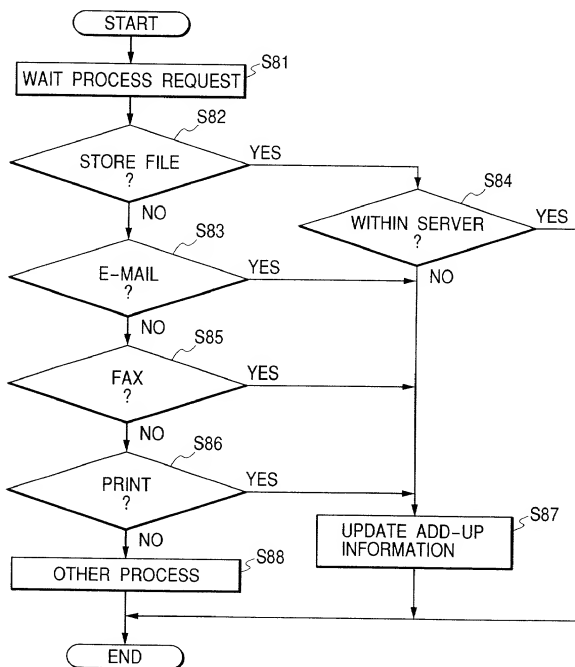 START
WAIT PROCESS REQUEST
S81
S82
STORE FILE
?
YES
NO
S84
WITHIN SERVER
?
YES
NO
S83
E-MAIL
?
YES
NO
S85
FAX
?
YES
NO
S86
PRINT
?
YES
NO
S87
UPDATE ADD-UP
INFORMATION
S88
OTHER PROCESS
END